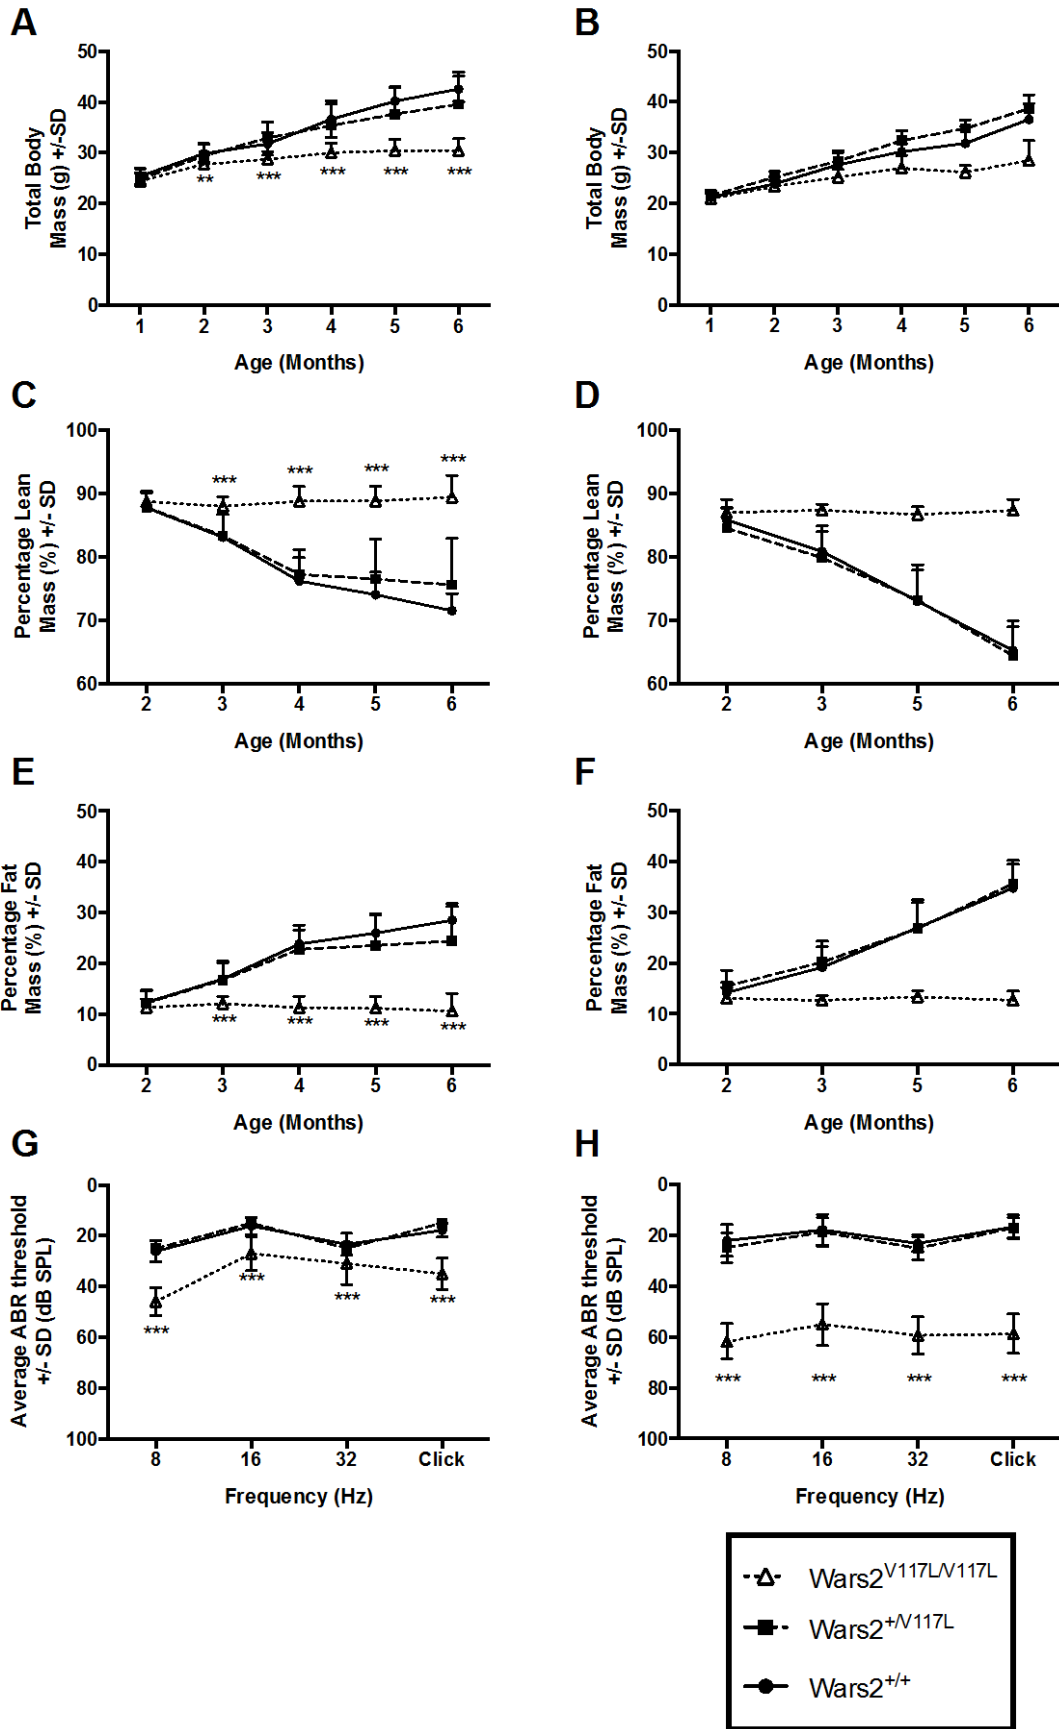 A
Total Body
Mass (g) +/-SD
50
40
30
20
10
0
** *** *** *** ***
1 2 3 4 5 6
Age (Months)
B
Total Body
Mass (g) +/-SD
50
40
30
20
10
0
1 2 3 4 5 6
Age (Months)
C
Percentage Lean
Mass (%) +/- SD
100
90
80
70
60
*** *** *** ***
2 3 4 5 6
Age (Months)
D
Percentage Lean
Mass (%) +/- SD
100
90
80
70
60
2 3 5 6
Age (Months)
E
Percentage Fat
Mass (%) +/- SD
50
40
30
20
10
0
*** *** *** ***
2 3 4 5 6
Age (Months)
F
Percentage Fat
Mass (%) +/- SD
50
40
30
20
10
0
2 3 5 6
Age (Months)
G
Average ABR threshold
+/- SD (dB SPL)
0
20
40
60
80
100
*** *** *** ***
8 16 32 Click
Frequency (Hz)
H
Average ABR threshold
+/- SD (dB SPL)
0
20
40
60
80
100
*** *** *** ***
8 16 32 Click
Frequency (Hz)
Wars2V117L/V117L
Wars2+/V117L
Wars2+/+